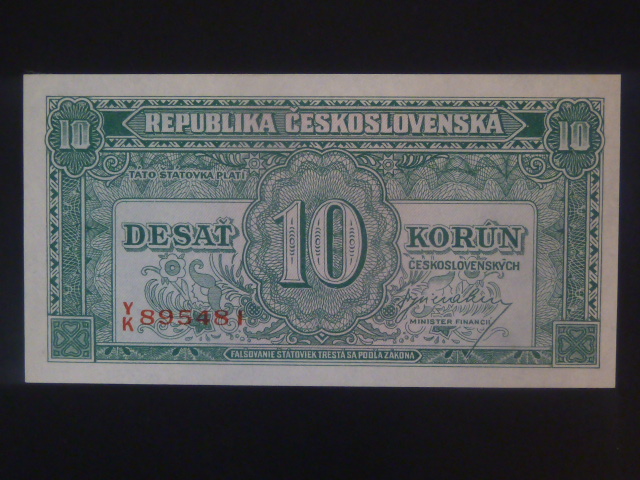 10 REPUBLIKA ČESKOSLOVENSKÁ 10
TÁTO ŠTÁTOVKA PLATÍ
DESAŤ 10 KORÚN
ČESKOSLOVENSKÝCH
Y
K 895481
MINISTER FINANCIÍ
FALŠOVANIE ŠTÁTOVIEK TRESTÁ SA PODĽA ZÁKONA